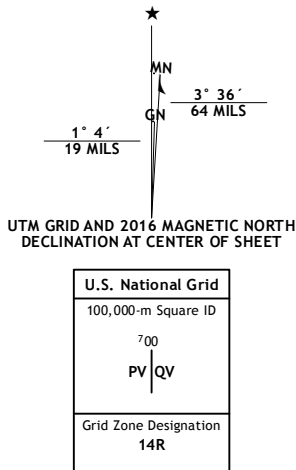 ★
MN
GN
3° 36´
64 MILS
1° 4´
19 MILS
UTM GRID AND 2016 MAGNETIC NORTH
DECLINATION AT CENTER OF SHEET
U.S. National Grid
100,000-m Square ID
⁷00
PV QV
Grid Zone Designation
14R